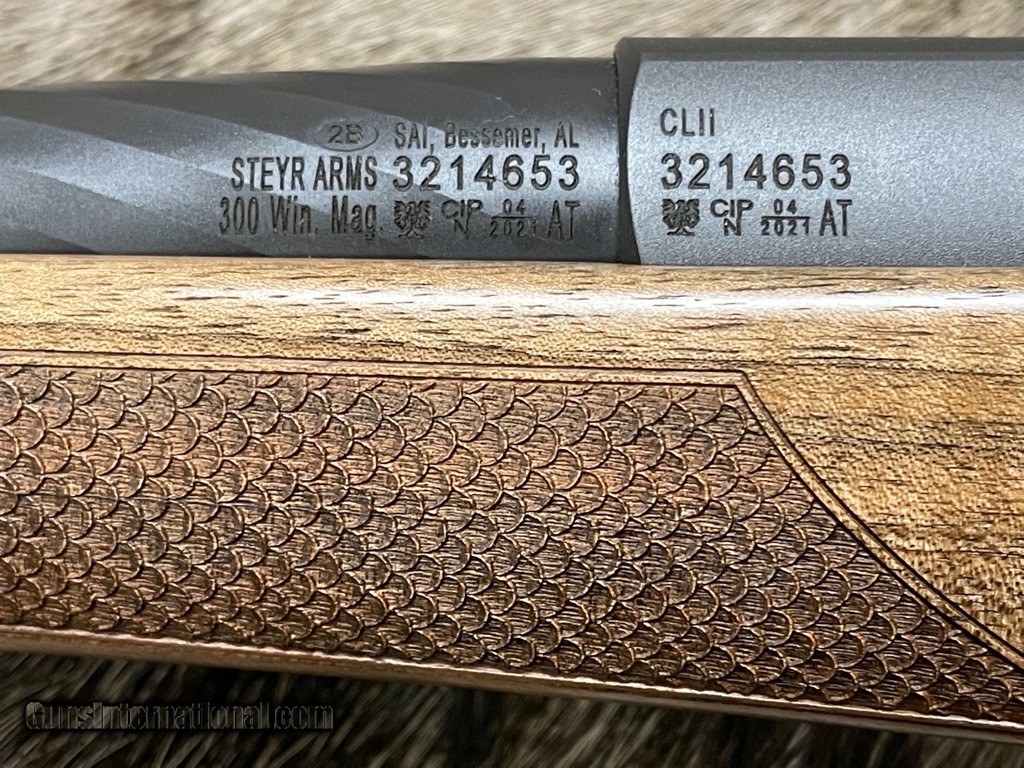 2B SAI, Bessemer, AL
STEYR ARMS 3214653
300 Win. Mag. CIP N 04 2021 AT
CLII
3214653
CIP N 04 2021 AT
GunsInternational.com